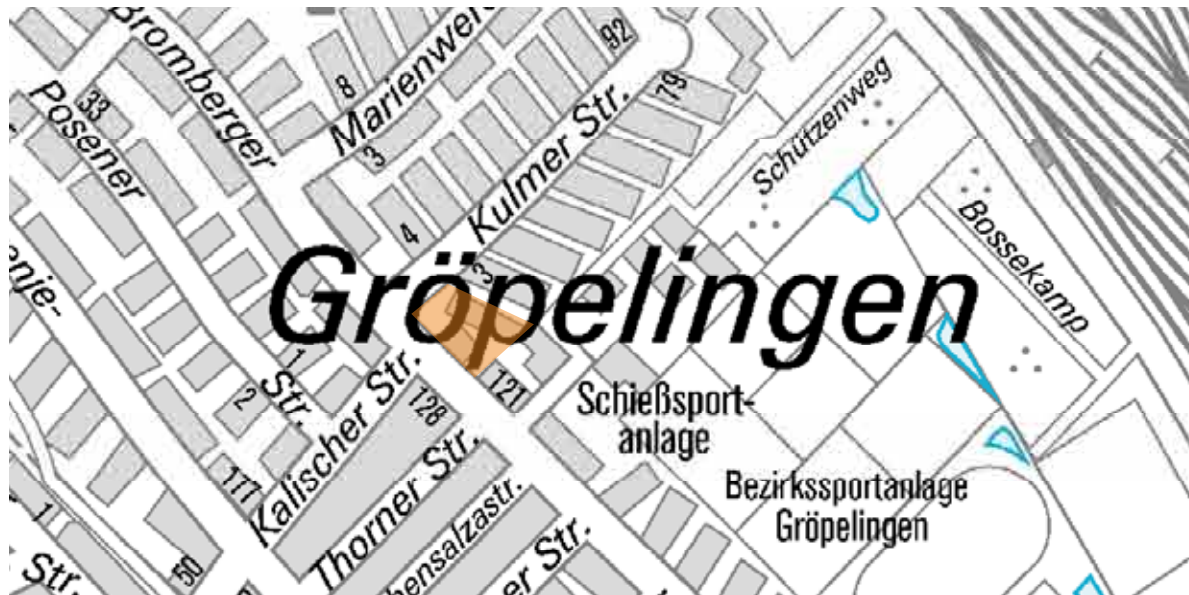 Bromberger
Marienwer
92
8
79
33
Posener
Kulmer Str.
3
Schützenweg
4
Bossekamp
3
Gröpelingen
1
2
Str.
Kalischer Str.
128
121
Schießsport-
anlage
117
Thorner Str.
Bezirkssportanlage
Gröpelingen
1
50
Str.